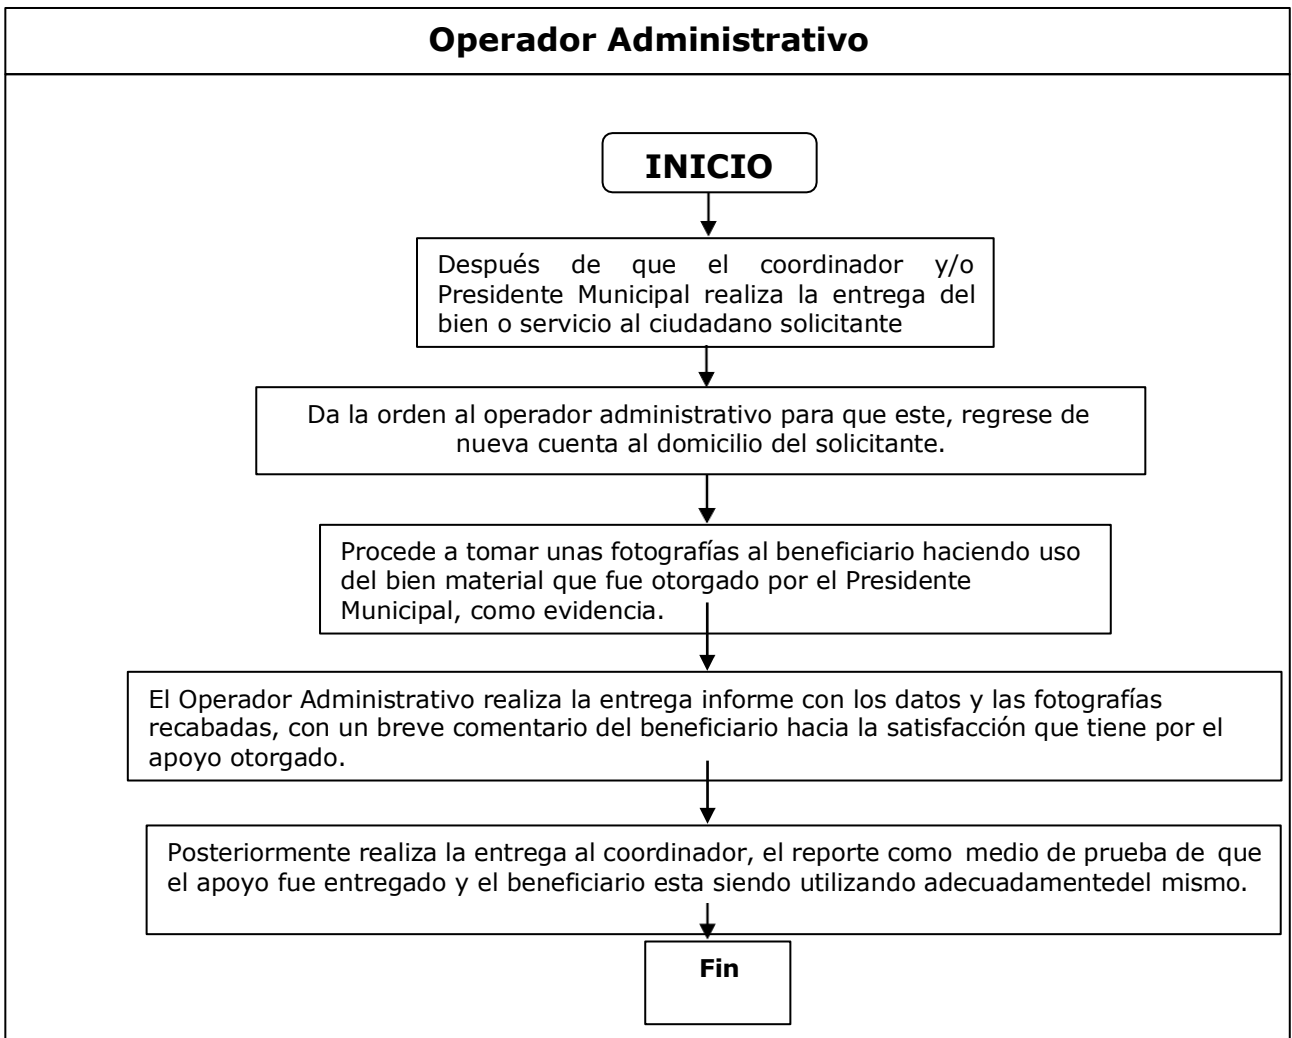 Operador Administrativo
INICIO
Después de que el coordinador y/o
Presidente Municipal realiza la entrega del
bien o servicio al ciudadano solicitante
Da la orden al operador administrativo para que este, regrese de
nueva cuenta al domicilio del solicitante.
Procede a tomar unas fotografías al beneficiario haciendo uso
del bien material que fue otorgado por el Presidente
Municipal, como evidencia.
El Operador Administrativo realiza la entrega informe con los datos y las fotografías
recabadas, con un breve comentario del beneficiario hacia la satisfacción que tiene por el
apoyo otorgado.
Posteriormente realiza la entrega al coordinador, el reporte como medio de prueba de que
el apoyo fue entregado y el beneficiario esta siendo utilizando adecuadamentedel mismo.
Fin